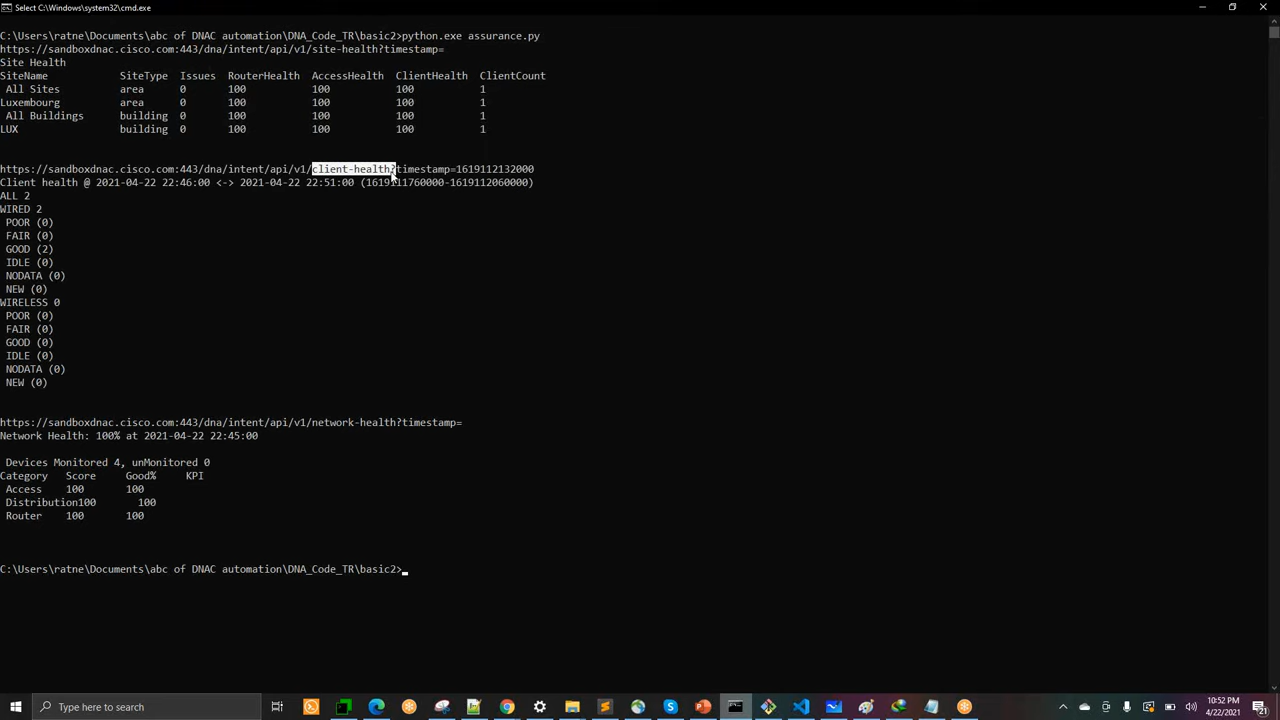 Select C:\Windows\system32\cmd.exe
C:\Users\ratne\Documents\abc of DNAC automation\DNA_Code_TR\basic2>python.exe assurance.py
https://sandboxdnac.cisco.com:443/dna/intent/api/v1/site-health?timestamp=
Site Health
SiteName SiteType Issues RouterHealth AccessHealth ClientHealth ClientCount
All Sites area 0 100 100 100 1
Luxembourg area 0 100 100 100 1
All Buildings building 0 100 100 100 1
LUX building 0 100 100 100 1
https://sandboxdnac.cisco.com:443/dna/intent/api/v1/client-health?timestamp=1619112132000
Client health @ 2021-04-22 22:46:00 <-> 2021-04-22 22:51:00 (1619111760000-1619112060000)
ALL 2
WIRED 2
POOR (0)
FAIR (0)
GOOD (2)
IDLE (0)
NODATA (0)
NEW (0)
WIRELESS 0
POOR (0)
FAIR (0)
GOOD (0)
IDLE (0)
NODATA (0)
NEW (0)
https://sandboxdnac.cisco.com:443/dna/intent/api/v1/network-health?timestamp=
Network Health: 100% at 2021-04-22 22:45:00
Devices Monitored 4, unMonitored 0
Category Score Good% KPI
Access 100 100
Distribution100 100
Router 100 100
C:\Users\ratne\Documents\abc of DNAC automation\DNA_Code_TR\basic2>
Type here to search
10:52 PM
4/22/2021